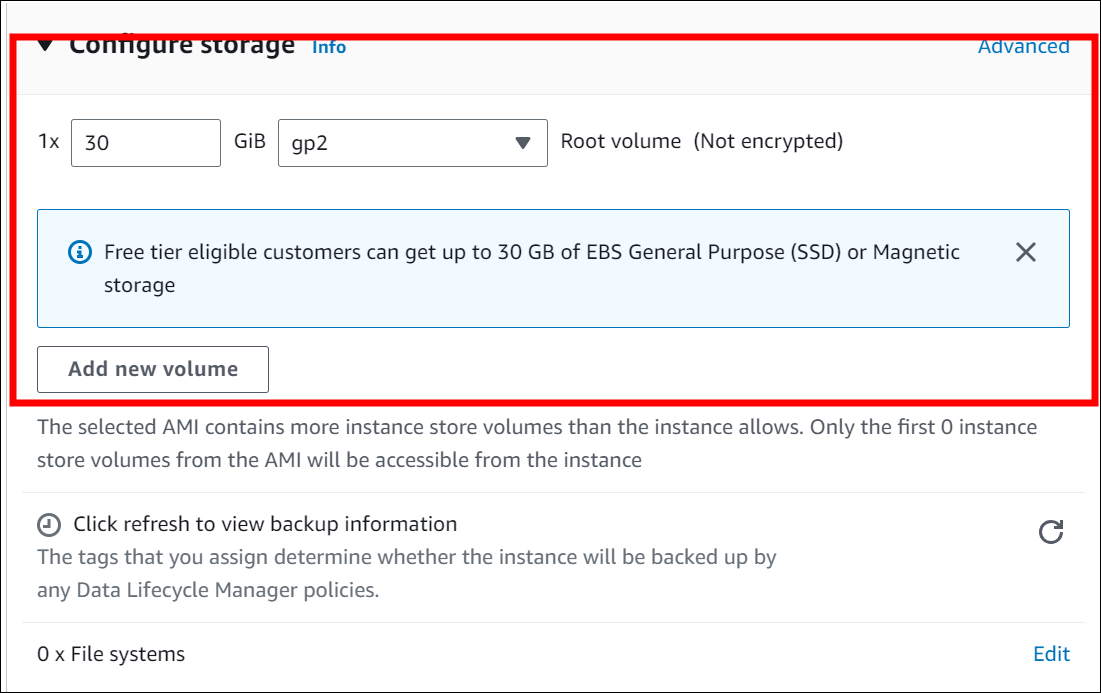 Configure storage Info Advanced
1x 30 GiB gp2 Root volume (Not encrypted)
Free tier eligible customers can get up to 30 GB of EBS General Purpose (SSD) or Magnetic
storage
Add new volume
The selected AMI contains more instance store volumes than the instance allows. Only the first 0 instance
store volumes from the AMI will be accessible from the instance
Click refresh to view backup information
The tags that you assign determine whether the instance will be backed up by
any Data Lifecycle Manager policies.
0 x File systems Edit